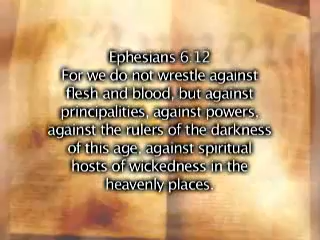 Ephesians 6:12
For we do not wrestle against
flesh and blood, but against
principalities, against powers,
against the rulers of the darkness
of this age, against spiritual
hosts of wickedness in the
heavenly places.